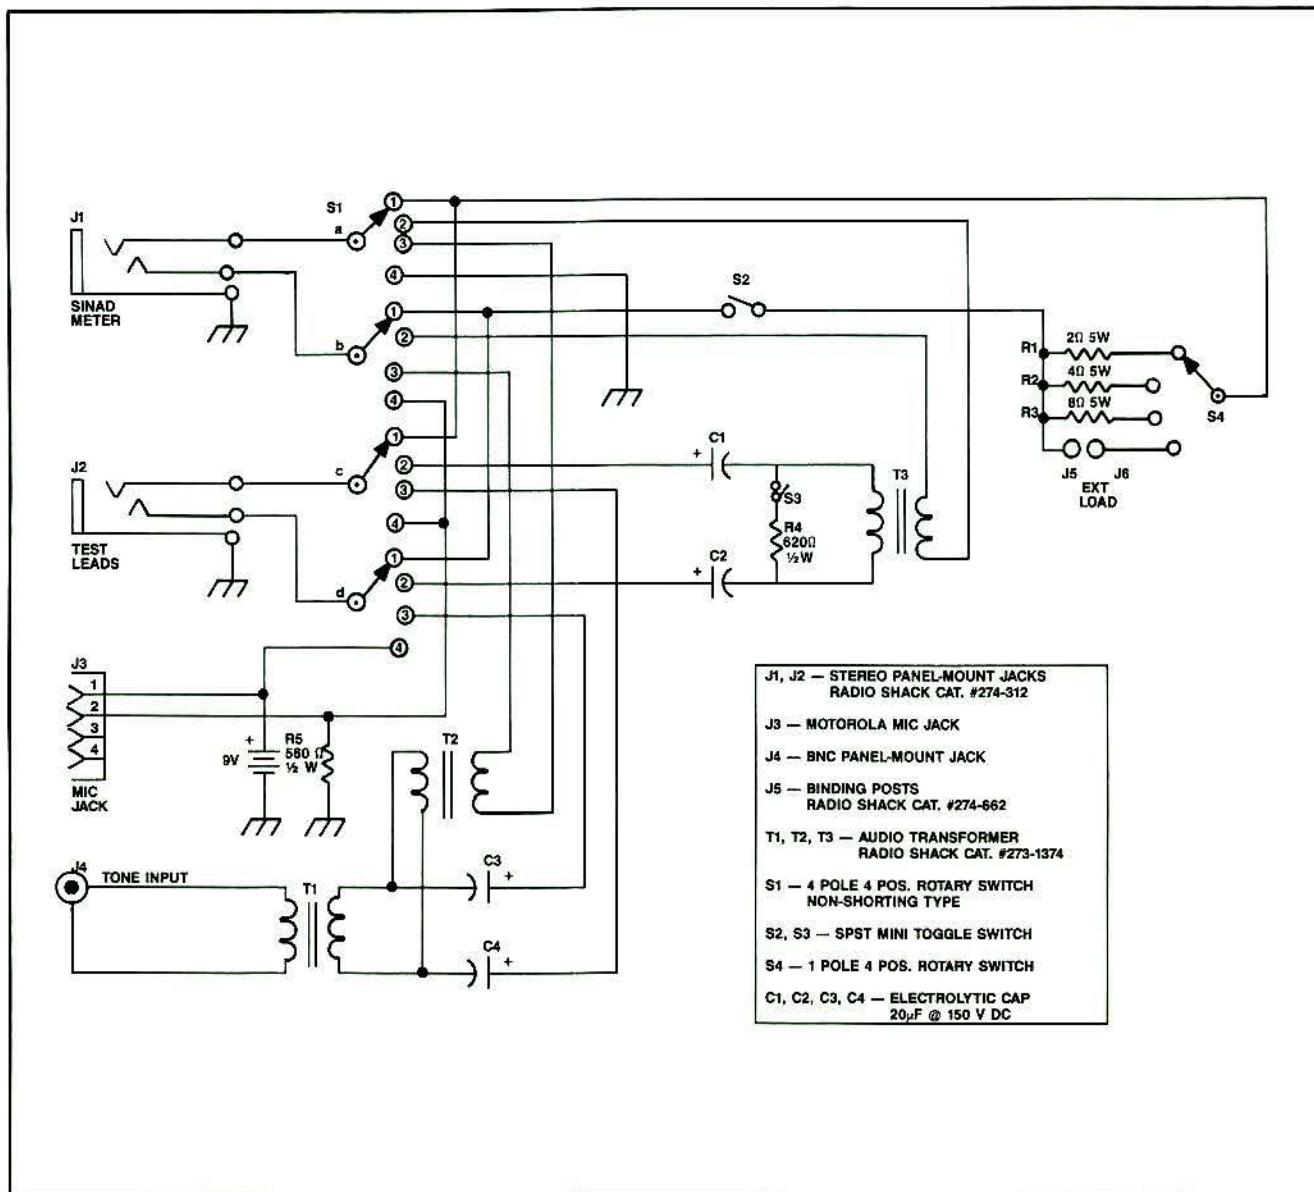 J1
SINAD
METER
S1
a
1
2
3
4
b
1
2
3
4
S2
R1
2Ω 5W
R2
4Ω 5W
R3
8Ω 5W
S4
J5
J6
EXT
LOAD
J2
TEST
LEADS
c
1
2
3
4
d
1
2
3
4
+
C1
S3
R4
620Ω
½W
T3
+
C2
J3
1
2
3
4
MIC
JACK
+
9V
R5
560 Ω
½ W
T2
J4
TONE INPUT
T1
C3
+
C4
+
J1, J2 — STEREO PANEL-MOUNT JACKS
RADIO SHACK CAT. #274-312
J3 — MOTOROLA MIC JACK
J4 — BNC PANEL-MOUNT JACK
J5 — BINDING POSTS
RADIO SHACK CAT. #274-662
T1, T2, T3 — AUDIO TRANSFORMER
RADIO SHACK CAT. #273-1374
S1 — 4 POLE 4 POS. ROTARY SWITCH
NON-SHORTING TYPE
S2, S3 — SPST MINI TOGGLE SWITCH
S4 — 1 POLE 4 POS. ROTARY SWITCH
C1, C2, C3, C4 — ELECTROLYTIC CAP
20µF @ 150 V DC